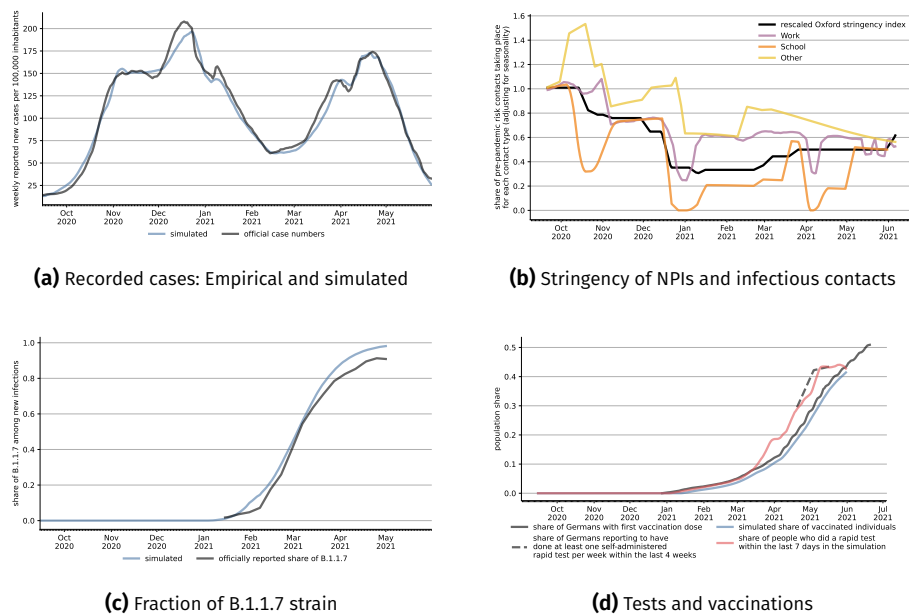 weekly reported new cases per 100,000 inhabitants
200
175
150
125
100
75
50
25
Oct
2020
Nov
2020
Dec
2020
Jan
2021
Feb
2021
Mar
2021
Apr
2021
May
2021
simulated
official case numbers
(a) Recorded cases: Empirical and simulated
share of pre-pandemic risk contacts taking place
for each contact type (adjusting for seasonality)
1.6
1.4
1.2
1.0
0.8
0.6
0.4
0.2
0.0
rescaled Oxford stringency index
Work
School
Other
Oct
2020
Nov
2020
Dec
2020
Jan
2021
Feb
2021
Mar
2021
Apr
2021
May
2021
Jun
2021
(b) Stringency of NPIs and infectious contacts
share of B.1.1.7 among new infections
1.0
0.8
0.6
0.4
0.2
0.0
Oct
2020
Nov
2020
Dec
2020
Jan
2021
Feb
2021
Mar
2021
Apr
2021
May
2021
simulated
officially reported share of B.1.1.7
(c) Fraction of B.1.1.7 strain
population share
0.5
0.4
0.3
0.2
0.1
0.0
Oct
2020
Nov
2020
Dec
2020
Jan
2021
Feb
2021
Mar
2021
Apr
2021
May
2021
Jun
2021
Jul
2021
share of Germans with first vaccination dose
share of Germans reporting to have
done at least one self-administered
rapid test per week within the last 4 weeks
simulated share of vaccinated individuals
share of people who did a rapid test
within the last 7 days in the simulation
(d) Tests and vaccinations